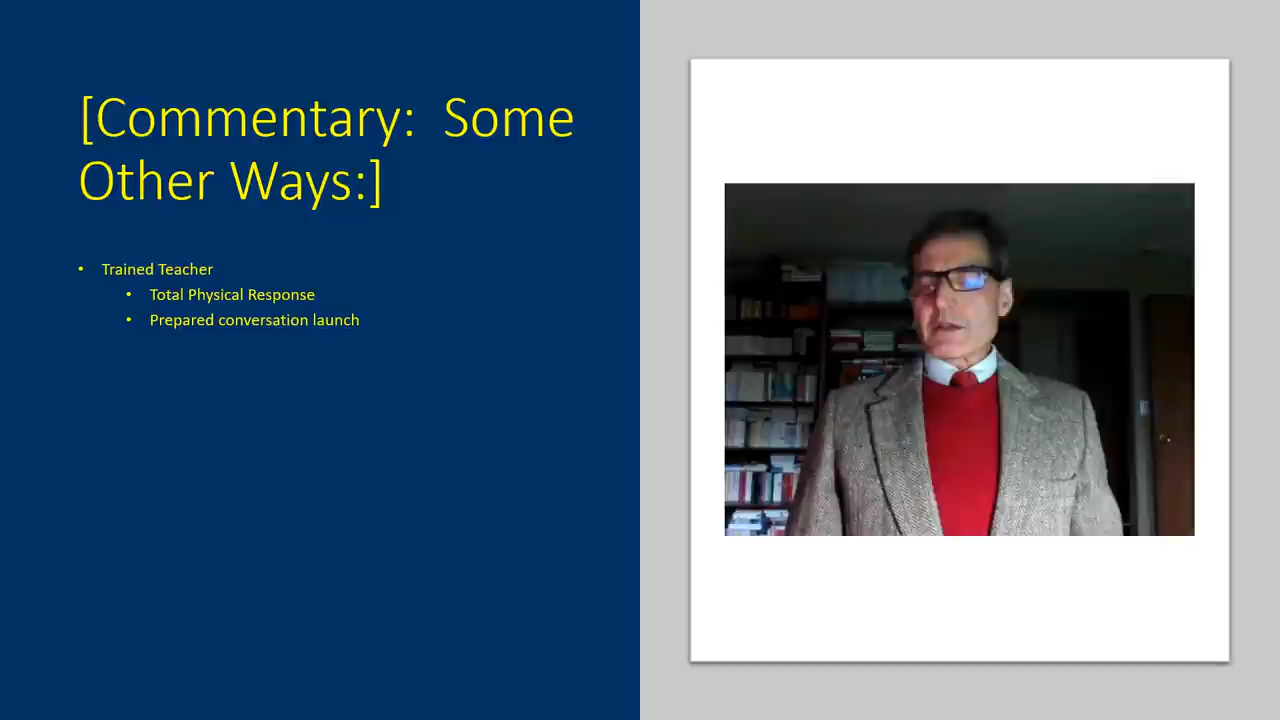 [Commentary:  Some
Other Ways:]
• Trained Teacher
• Total Physical Response
• Prepared conversation launch